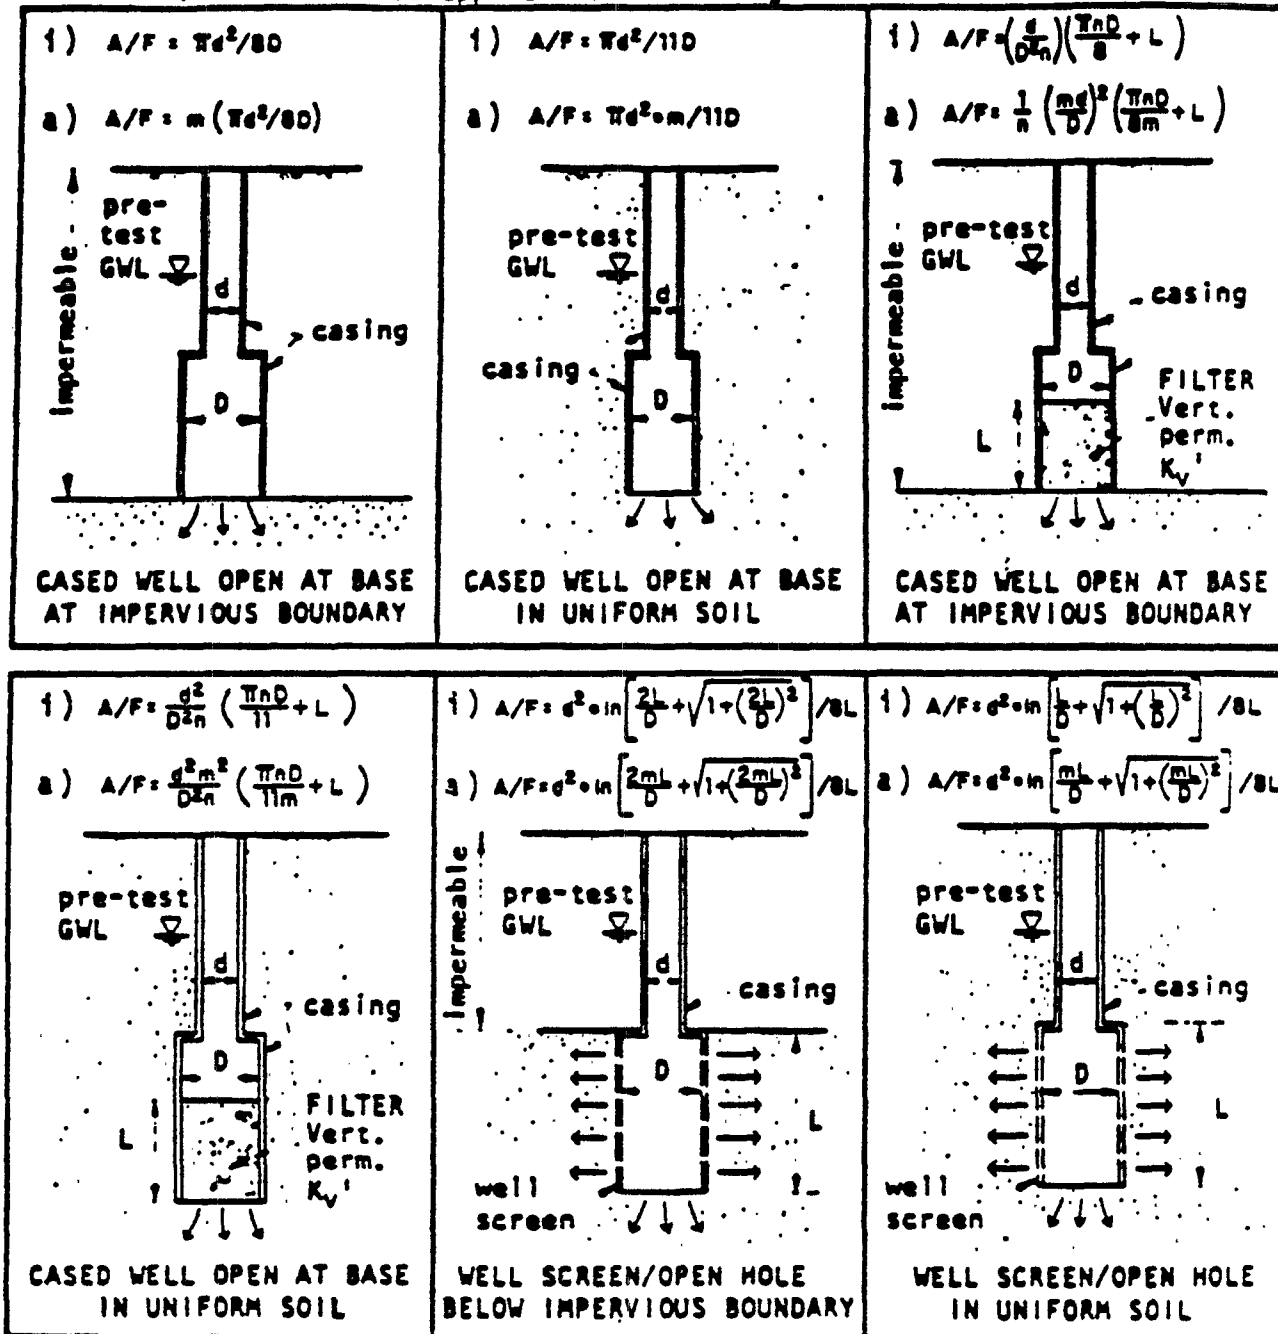 i) A/F = πd²/8D
a) A/F = m (πd²/8D)
pre-
test
GWL
Impermeable
d
casing
D
CASED WELL OPEN AT BASE
AT IMPERVIOUS BOUNDARY
i) A/F = πd²/11D
a) A/F = πd²•m/11D
pre-test
GWL
d
casing
D
CASED WELL OPEN AT BASE
IN UNIFORM SOIL
i) A/F = (d/D²n)(πnD/8 + L)
a) A/F = 1/n (md/D)² (πnD/8m + L)
pre-test
GWL
Impermeable
d
casing
D
FILTER
Vert.
perm.
Kv'
L
CASED WELL OPEN AT BASE
AT IMPERVIOUS BOUNDARY
i) A/F = d²/D²n (πnD/11 + L)
a) A/F = d²m²/D²n (πnD/11m + L)
pre-test
GWL
d
casing
D
FILTER
Vert.
perm.
Kv'
L
CASED WELL OPEN AT BASE
IN UNIFORM SOIL
i) A/F = d²•ln [2L/D + √1+(2L/D)²] /8L
a) A/F = d²•ln [2mL/D + √1+(2mL/D)²] /8L
Impermeable
pre-test
GWL
d
casing
D
L
well
screen
WELL SCREEN/OPEN HOLE
BELOW IMPERVIOUS BOUNDARY
i) A/F = d²•ln [L/D + √1+(L/D)²] /8L
a) A/F = d²•ln [mL/D + √1+(mL/D)²] /8L
pre-test
GWL
d
casing
D
L
well
screen
WELL SCREEN/OPEN HOLE
IN UNIFORM SOIL